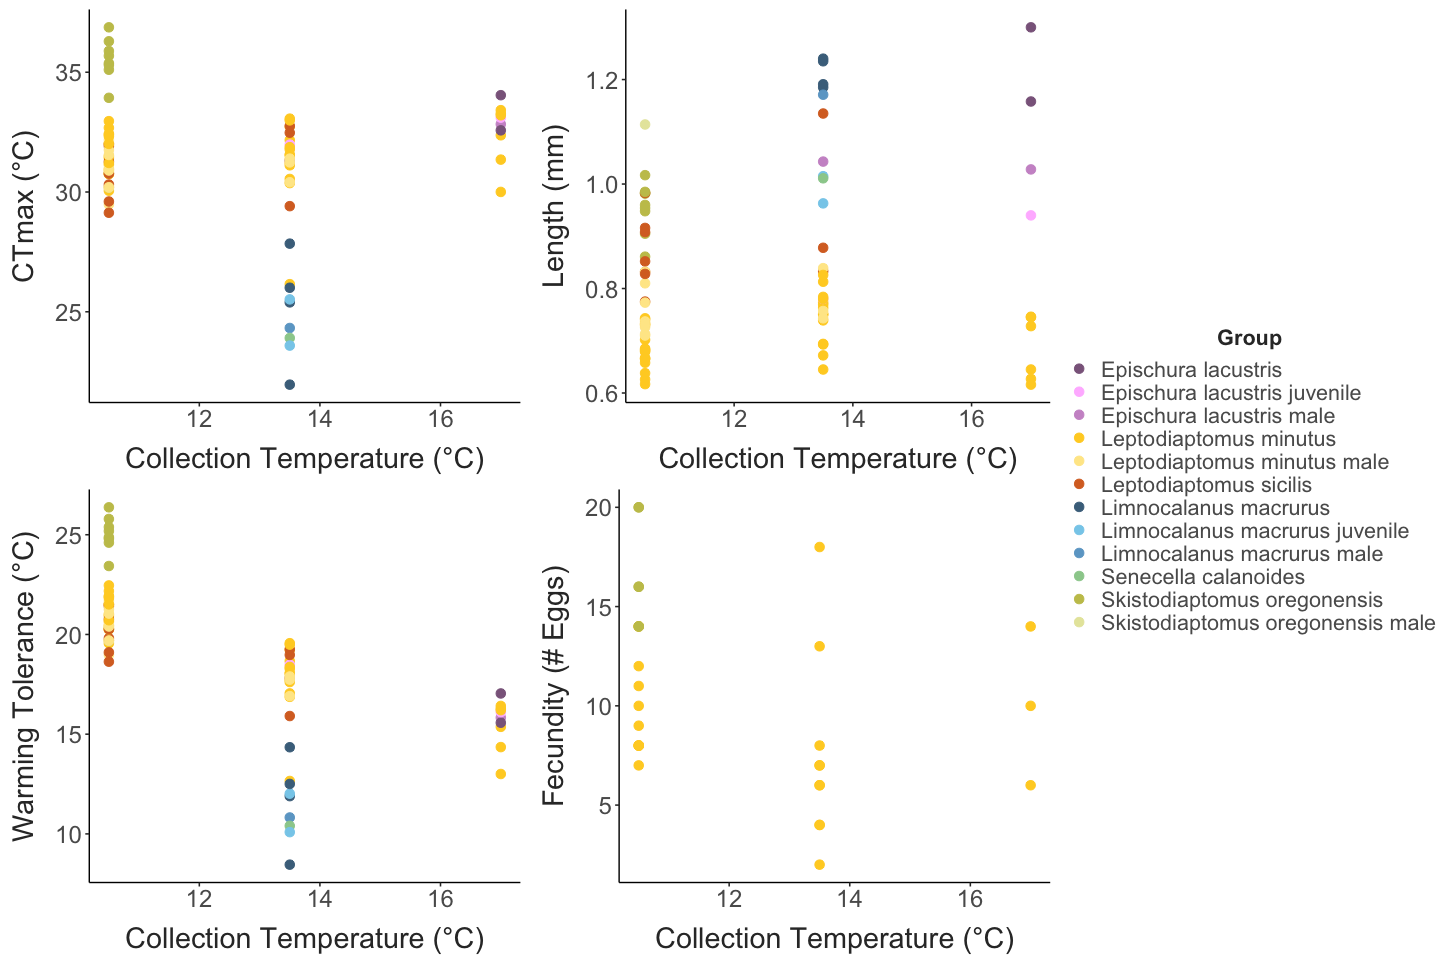 CTmax (°C)
35
30
25
12 14 16
Collection Temperature (°C)
Length (mm)
1.2
1.0
0.8
0.6
12 14 16
Collection Temperature (°C)
Warming Tolerance (°C)
25
20
15
10
12 14 16
Collection Temperature (°C)
Fecundity (# Eggs)
20
15
10
5
12 14 16
Collection Temperature (°C)
Group
Epischura lacustris
Epischura lacustris juvenile
Epischura lacustris male
Leptodiaptomus minutus
Leptodiaptomus minutus male
Leptodiaptomus sicilis
Limnocalanus macrurus
Limnocalanus macrurus juvenile
Limnocalanus macrurus male
Senecella calanoides
Skistodiaptomus oregonensis
Skistodiaptomus oregonensis male